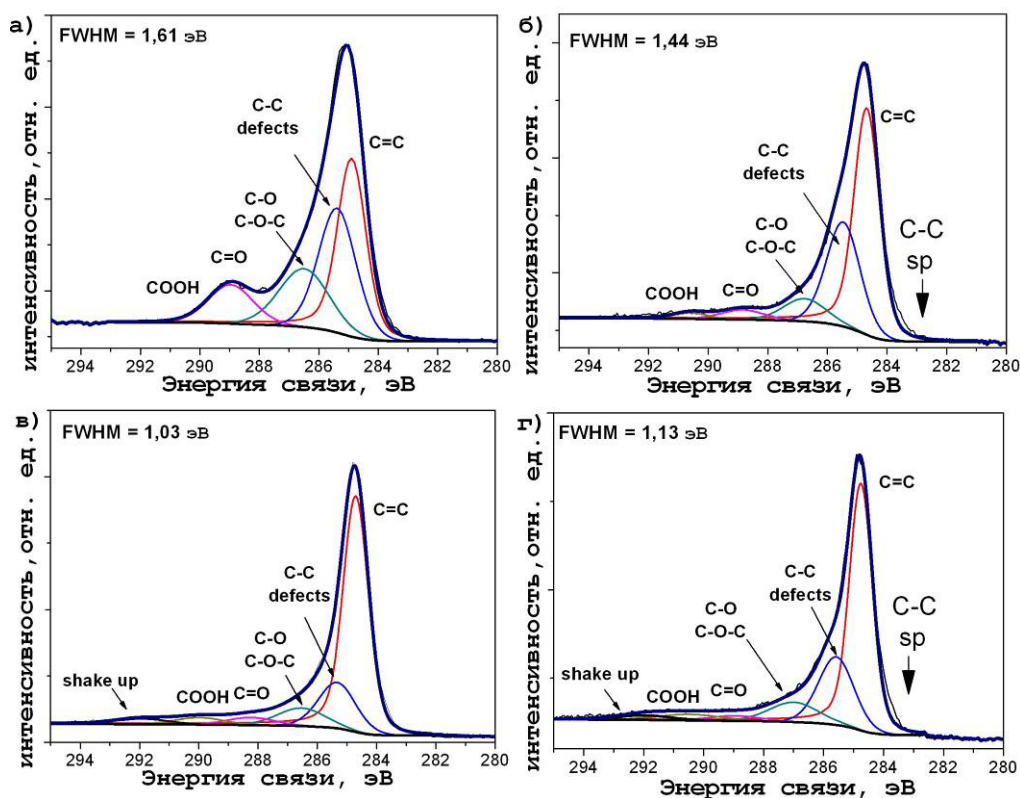 а)
FWHM = 1,61 эВ
C-C
defects
C=C
C-O
C-O-C
C=O
COOH
интенсивность, отн. ед.
294 292 290 288 286 284 282 280
Энергия связи, эВ
б)
FWHM = 1,44 эВ
C=C
C-C
defects
C-O
C-O-C
C-C
sp
COOH
C=O
интенсивность, отн. ед.
294 292 290 288 286 284 282 280
Энергия связи, эВ
в)
FWHM = 1,03 эВ
C=C
C-C
defects
C-O
C-O-C
shake up
COOH
C=O
интенсивность, отн. ед.
294 292 290 288 286 284 282 280
Энергия связи, эВ
г)
FWHM = 1,13 эВ
C=C
C-C
defects
C-O
C-O-C
C-C
sp
shake up
COOH
C=O
интенсивность, отн. ед.
294 292 290 288 286 284 282 280
Энергия связи, эВ